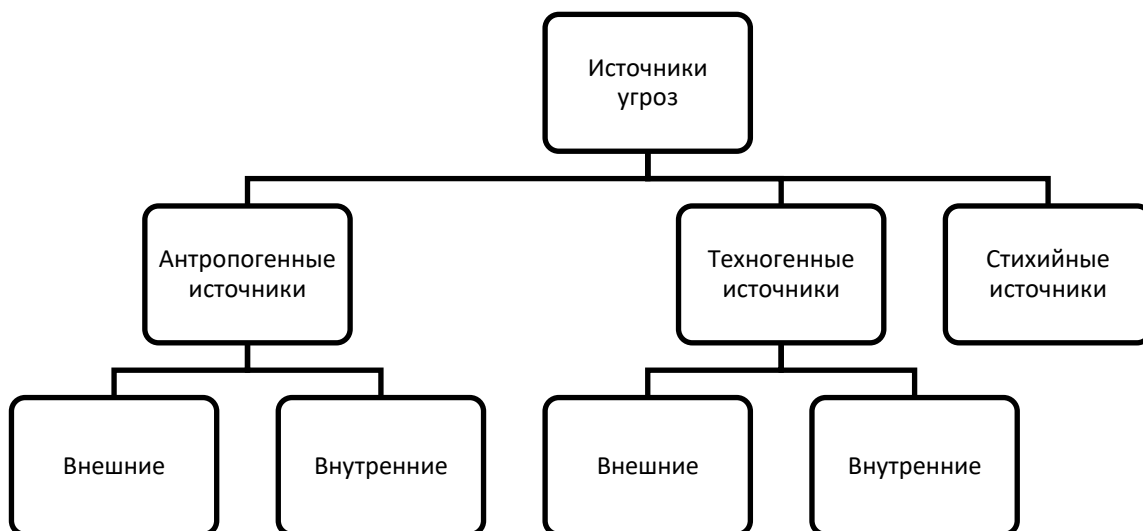 Источники
угроз
Антропогенные
источники
Техногенные
источники
Стихийные
источники
Внешние
Внутренние
Внешние
Внутренние